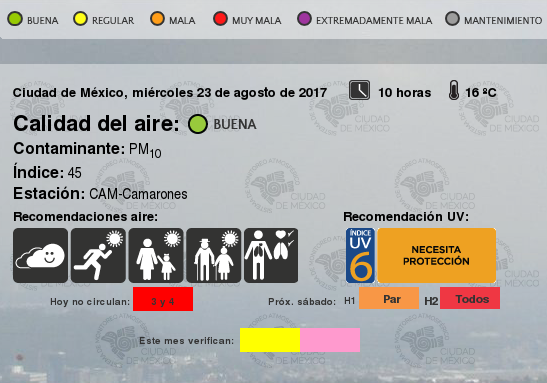 BUENA REGULAR MALA MUY MALA EXTREMADAMENTE MALA MANTENIMIENTO
Ciudad de México, miércoles 23 de agosto de 2017 10 horas 16 ºC
Calidad del aire: BUENA
Contaminante: PM10
Índice: 45
Estación: CAM-Camarones
Recomendaciones aire: Recomendación UV:
ÍNDICE
UV
6
NECESITA
PROTECCIÓN
Hoy no circulan: 3 y 4 Próx. sábado: H1 Par H2 Todos
Este mes verifican: